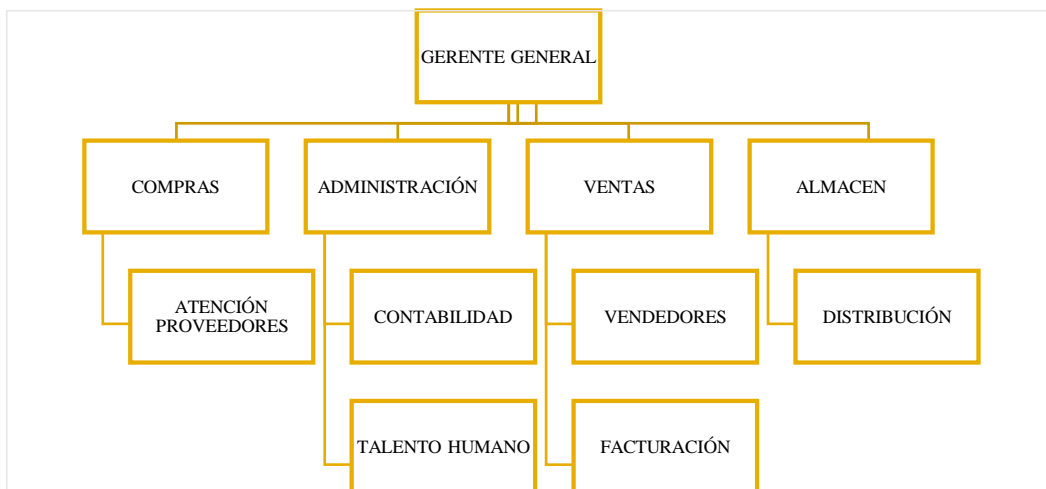 GERENTE GENERAL
COMPRAS
ADMINISTRACIÓN
VENTAS
ALMACEN
ATENCIÓN
PROVEEDORES
CONTABILIDAD
VENDEDORES
DISTRIBUCIÓN
TALENTO HUMANO
FACTURACIÓN